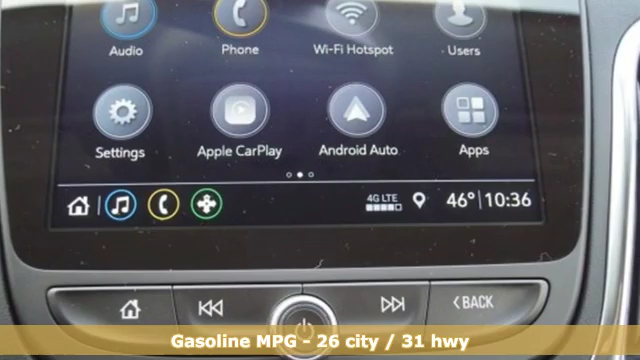 Audio Phone Wi-Fi Hotspot Users
Settings Apple CarPlay Android Auto Apps
4G LTE 46° 10:36
BACK
Gasoline MPG - 26 city / 31 hwy